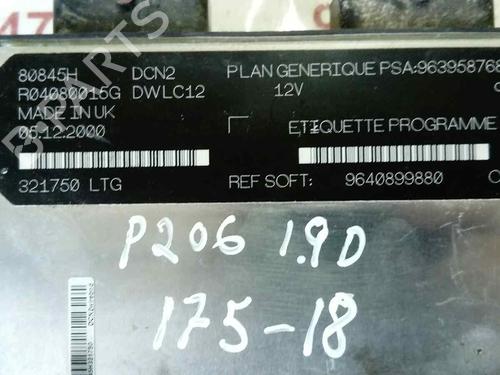 80845H DCN2 PLAN GENERIQUE PSA:963958768
R04080015G DWLC12 12V
MADE IN UK
05.12.2000 ETIQUETTE PROGRAMME
321750 LTG REF SOFT: 9640899880
P206 1.9D
175-18